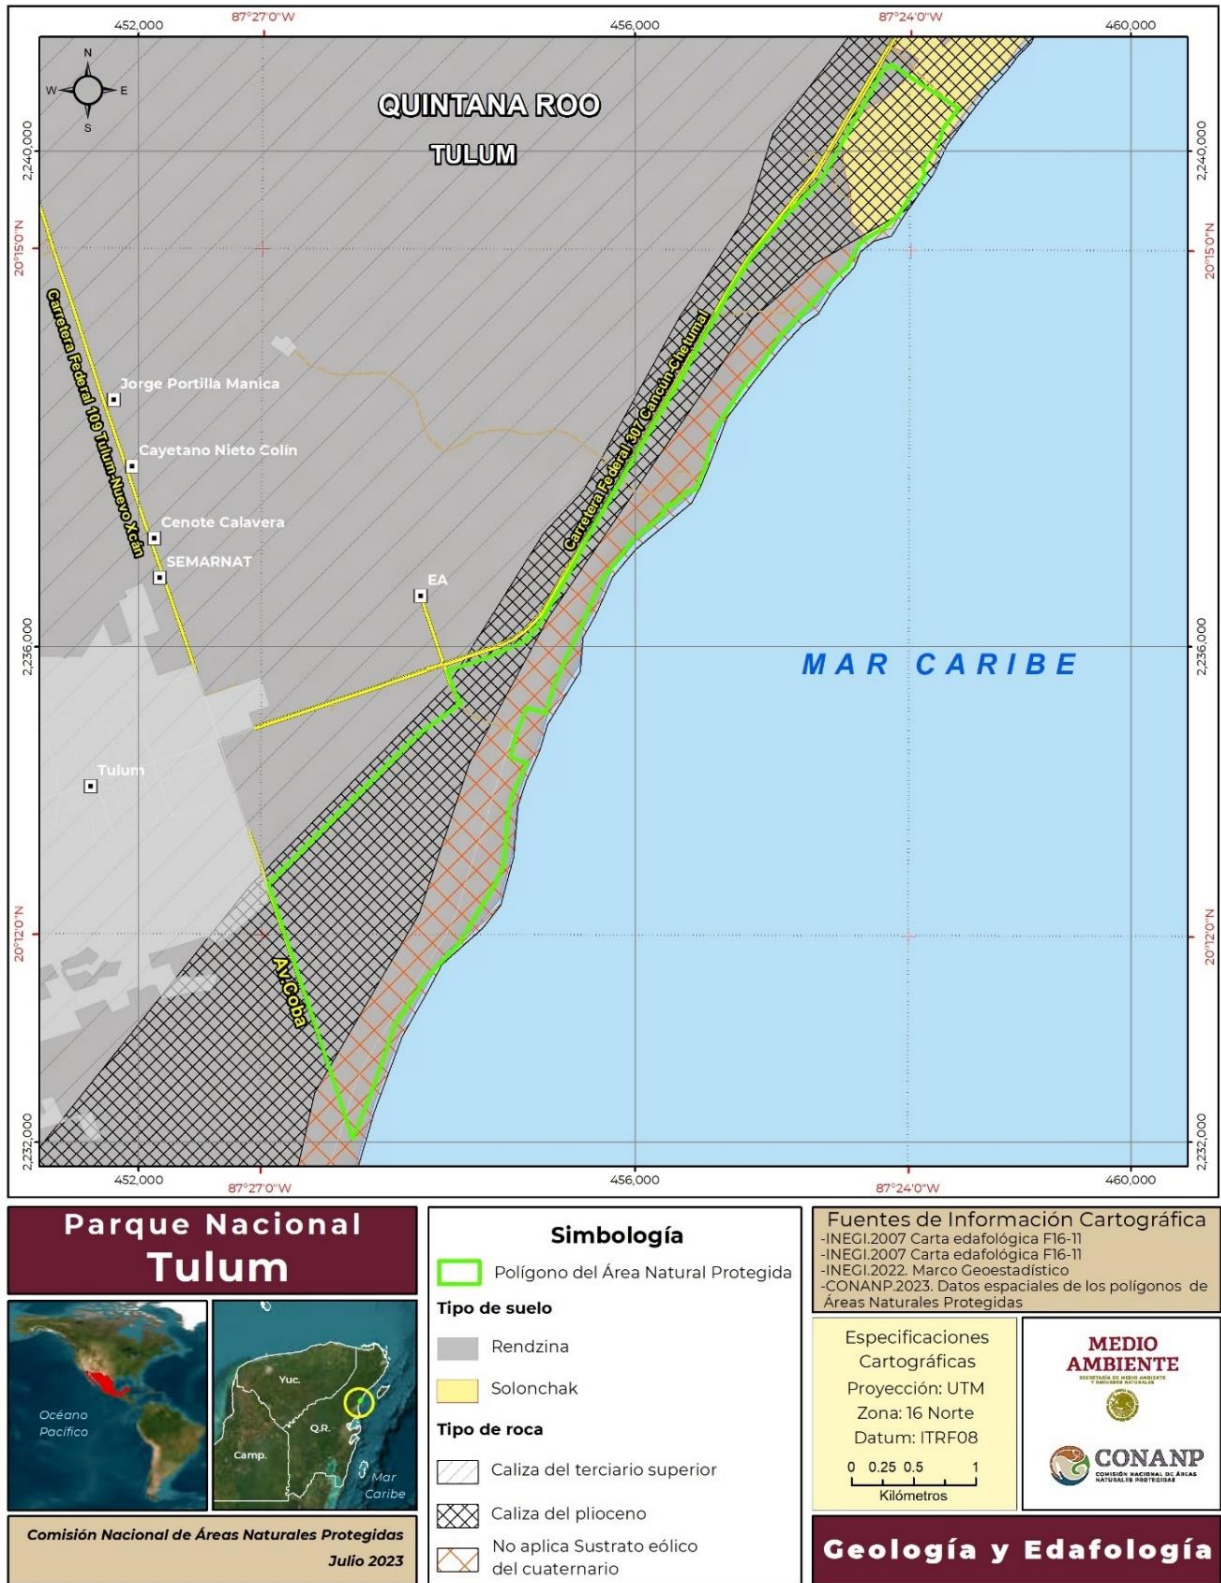 452,000
87°27'0"W
456,000
87°24'0"W
460,000
N
W
E
S
QUINTANA ROO
TULUM
2,240,000
2,240,000
20°15'0"N
20°15'0"N
Carretera Federal 109 Tulum-Nuevo Xcán
Carretera Federal 307 Cancún-Chetumal
Jorge Portilla Manica
Cayetano Nieto Colín
Cenote Calavera
SEMARNAT
EA
2,236,000
2,236,000
MAR CARIBE
Tulum
20°12'0"N
20°12'0"N
Av. Coba
2,232,000
2,232,000
452,000
87°27'0"W
456,000
87°24'0"W
460,000
Parque Nacional
Tulum
Océano
Pacífico
Yuc.
Q.R.
Camp.
Mar
Caribe
Comisión Nacional de Áreas Naturales Protegidas
Julio 2023
Simbología
Polígono del Área Natural Protegida
Tipo de suelo
Rendzina
Solonchak
Tipo de roca
Caliza del terciario superior
Caliza del plioceno
No aplica Sustrato eólico
del cuaternario
Fuentes de Información Cartográfica
-INEGI.2007 Carta edafológica F16-11
-INEGI.2007 Carta edafológica F16-11
-INEGI.2022. Marco Geoestadístico
-CONANP.2023. Datos espaciales de los polígonos de
Áreas Naturales Protegidas
Especificaciones
Cartográficas
Proyección: UTM
Zona: 16 Norte
Datum: ITRF08
0 0.25 0.5 1
Kilómetros
MEDIO
AMBIENTE
SECRETARÍA DE MEDIO AMBIENTE
Y RECURSOS NATURALES
CONANP
COMISIÓN NACIONAL DE ÁREAS
NATURALES PROTEGIDAS
Geología y Edafología